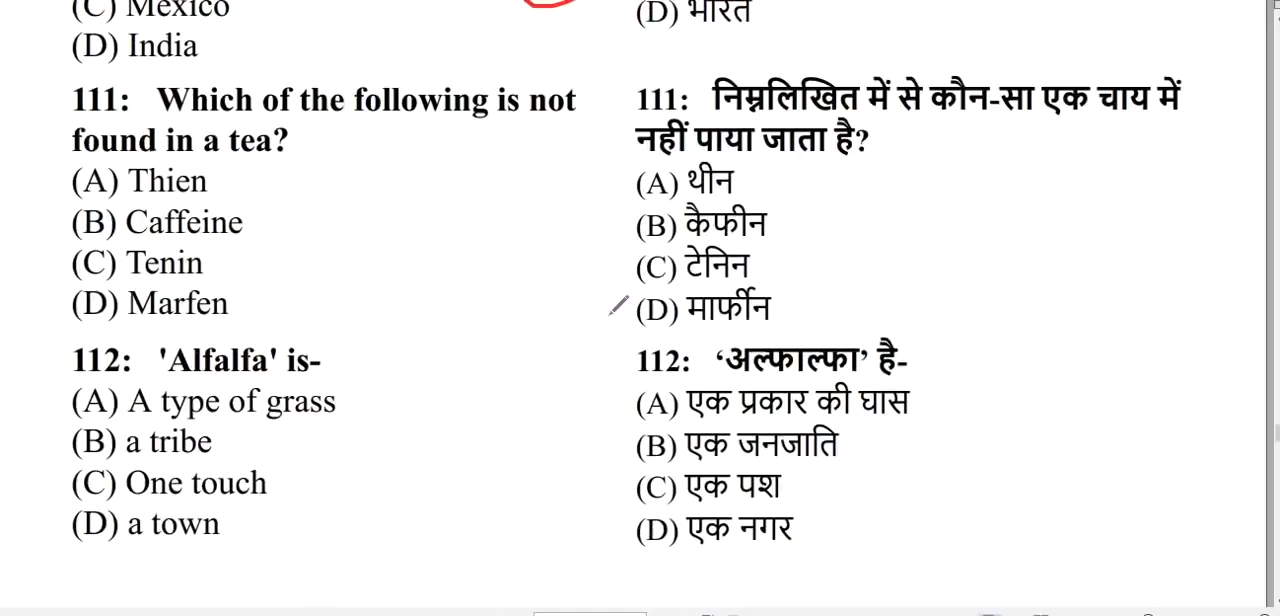 (C) Mexico
(D) India
111: Which of the following is not
found in a tea?
(A) Thien
(B) Caffeine
(C) Tenin
(D) Marfen
112: 'Alfalfa' is-
(A) A type of grass
(B) a tribe
(C) One touch
(D) a town
(D) भारत
111: निम्नलिखित में से कौन-सा एक चाय में
नहीं पाया जाता है?
(A) थीन
(B) कैफीन
(C) टेनिन
(D) मार्फीन
112: ‘अल्फाल्फा’ है-
(A) एक प्रकार की घास
(B) एक जनजाति
(C) एक पश
(D) एक नगर